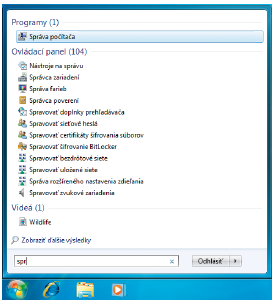 Programy (1)
Správa počítača
Ovládací panel (104)
Nástroje na správu
Správca zariadení
Správa farieb
Správca poverení
Spravovať doplnky prehľadávača
Spravovať sieťové heslá
Spravovať certifikáty šifrovania súborov
Spravovať šifrovanie BitLocker
Spravovať bezdrôtové siete
Spravovať uložené siete
Správa rozšíreného nastavenia zdieľania
Spravovať zvukové zariadenia
Videá (1)
Wildlife
Zobraziť ďalšie výsledky
spr
Odhlásiť